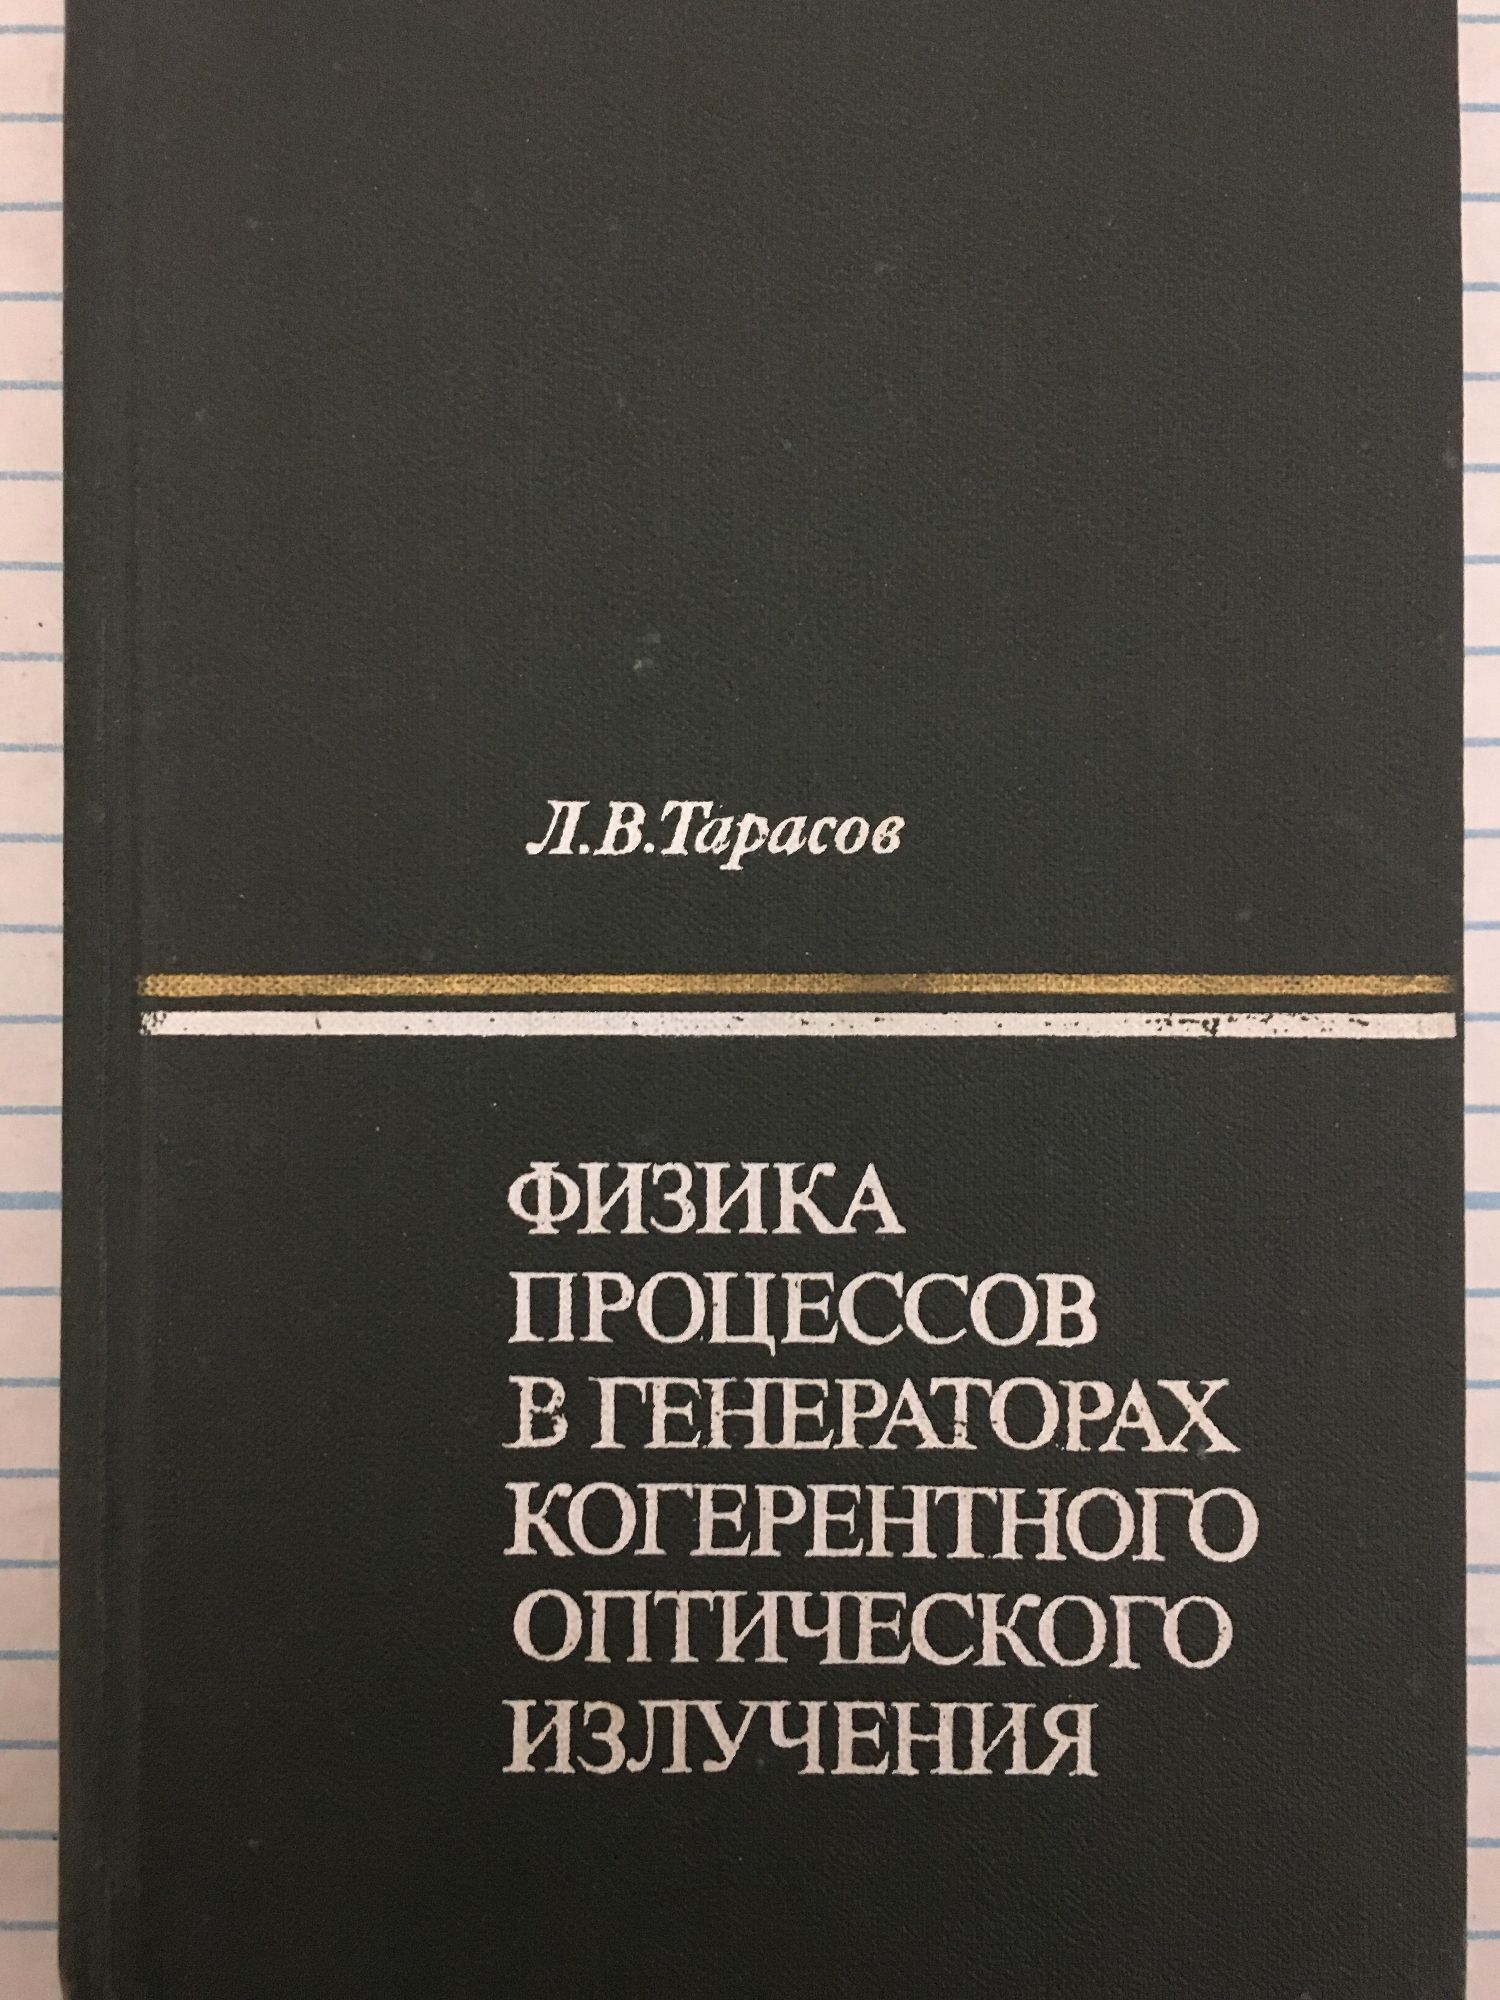 Л.В.Тарасов
ФИЗИКА
ПРОЦЕССОВ
В ГЕНЕРАТОРАХ
КОГЕРЕНТНОГО
ОПТИЧЕСКОГО
ИЗЛУЧЕНИЯ